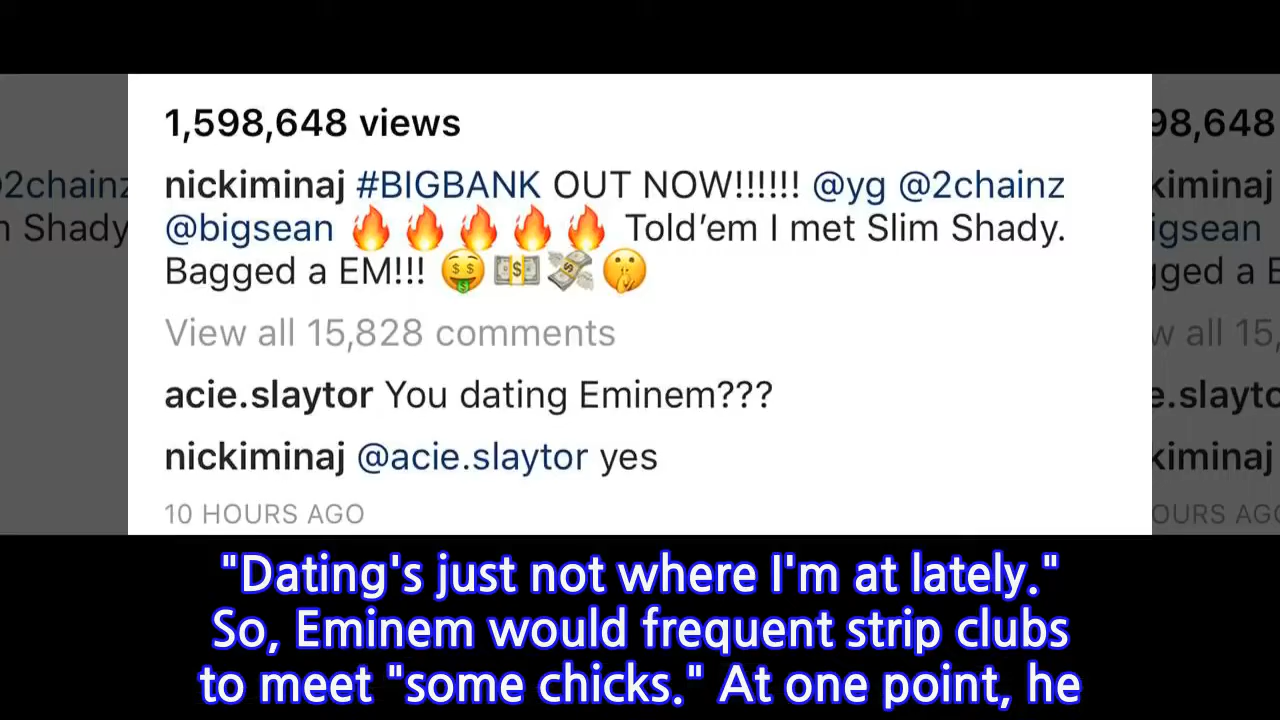 1,598,648 views
nickiminaj #BIGBANK OUT NOW!!!!!! @yg @2chainz
@bigsean 🔥🔥🔥🔥🔥 Told’em I met Slim Shady.
Bagged a EM!!! 🤑💵💸🤫
View all 15,828 comments
acie.slaytor You dating Eminem???
nickiminaj @acie.slaytor yes
10 HOURS AGO
"Dating's just not where I'm at lately."
So, Eminem would frequent strip clubs
to meet "some chicks." At one point, he